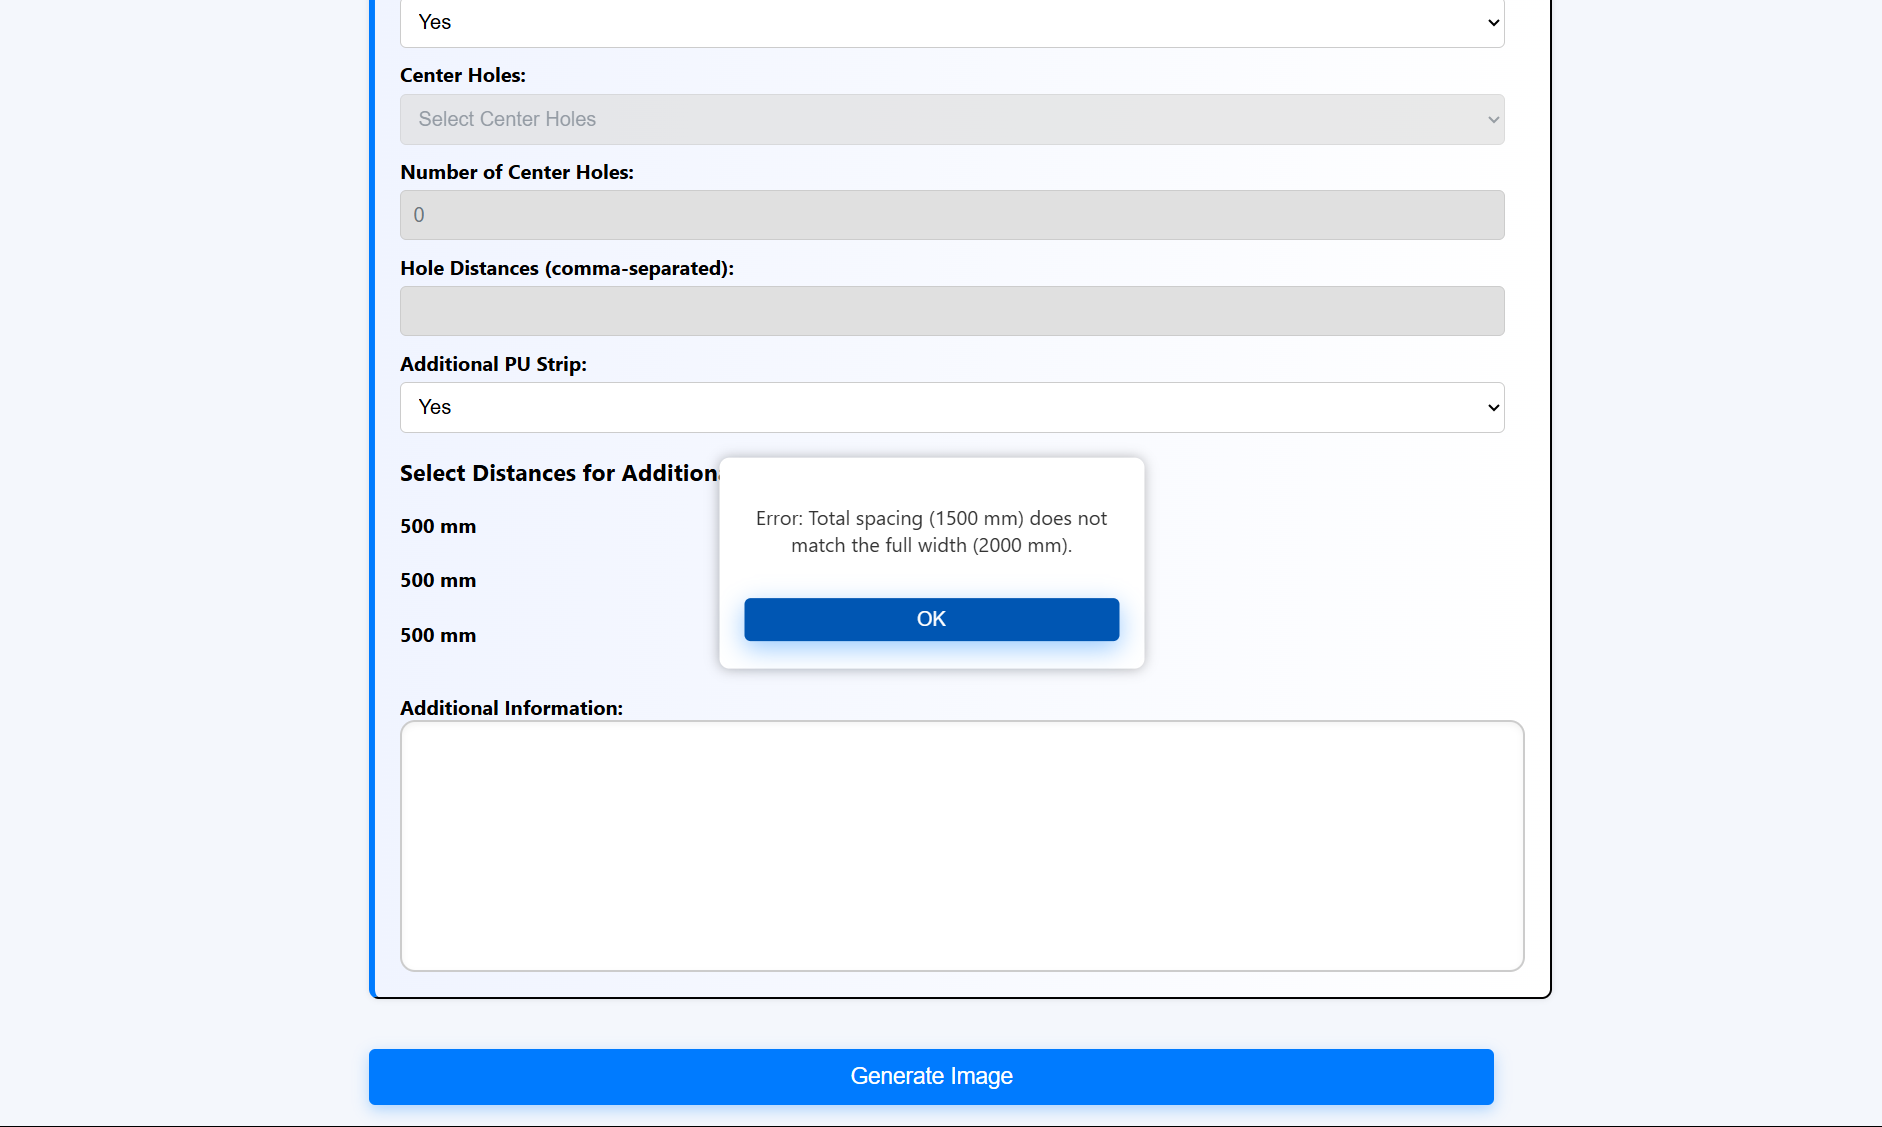 Yes
Center Holes:
Select Center Holes
Number of Center Holes:
0
Hole Distances (comma-separated):
Additional PU Strip:
Yes
Select Distances for Addition
500 mm
500 mm
500 mm
Error: Total spacing (1500 mm) does not
match the full width (2000 mm).
OK
Additional Information:
Generate Image